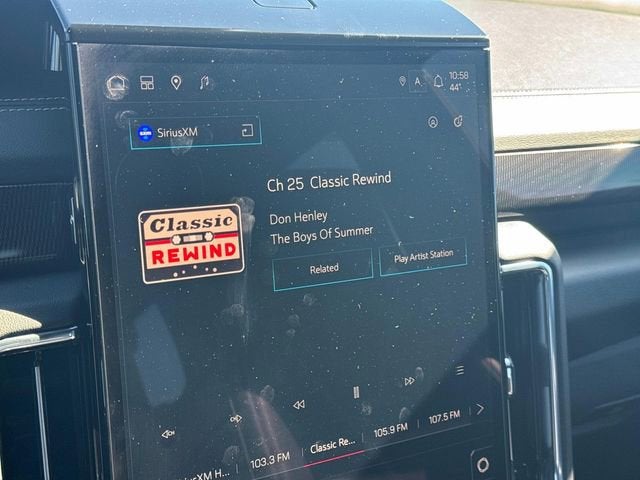 10:58
A
44°
SiriusXM
Ch 25 Classic Rewind
Classic
REWIND
Don Henley
The Boys Of Summer
Related
Play Artist Station
XM H...
103.3 FM
Classic Re...
105.9 FM
107.5 FM